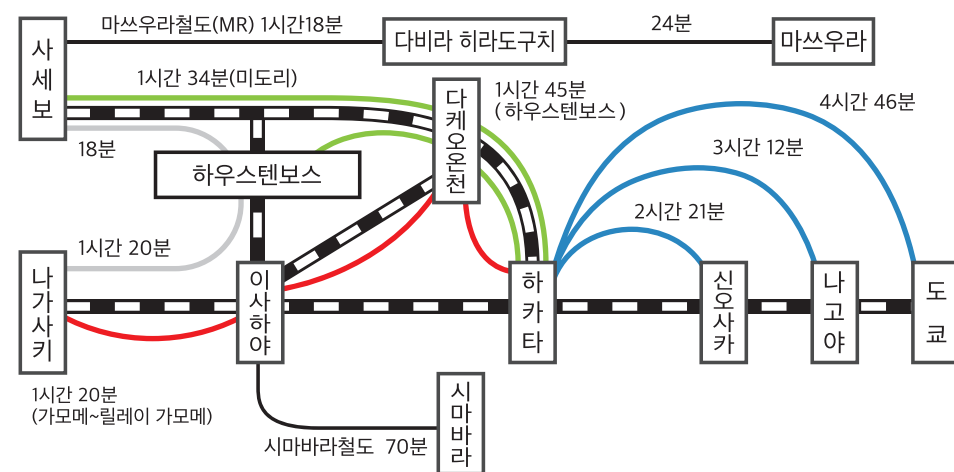 마쓰우라철도(MR) 1시간18분
24분
사세보
다비라 히라도구치
마쓰우라
1시간 34분(미도리)
다케오온천
1시간 45분
(하우스텐보스)
4시간 46분
18분
3시간 12분
하우스텐보스
2시간 21분
1시간 20분
나가사키
이사하야
하카타
신오사카
나고야
도쿄
1시간 20분
(가모메~릴레이 가모메)
시마바라
시마바라철도 70분